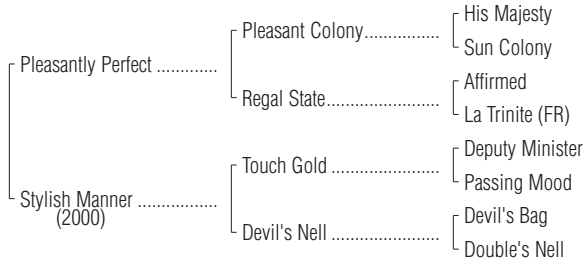 His Majesty
Pleasant Colony.................
Sun Colony
Pleasantly Perfect .............
Affirmed
Regal State.........................
La Trinite (FR)
Deputy Minister
Touch Gold ........................
Passing Mood
Stylish Manner .................
(2000)
Devil's Bag
Devil's Nell ........................
Double's Nell